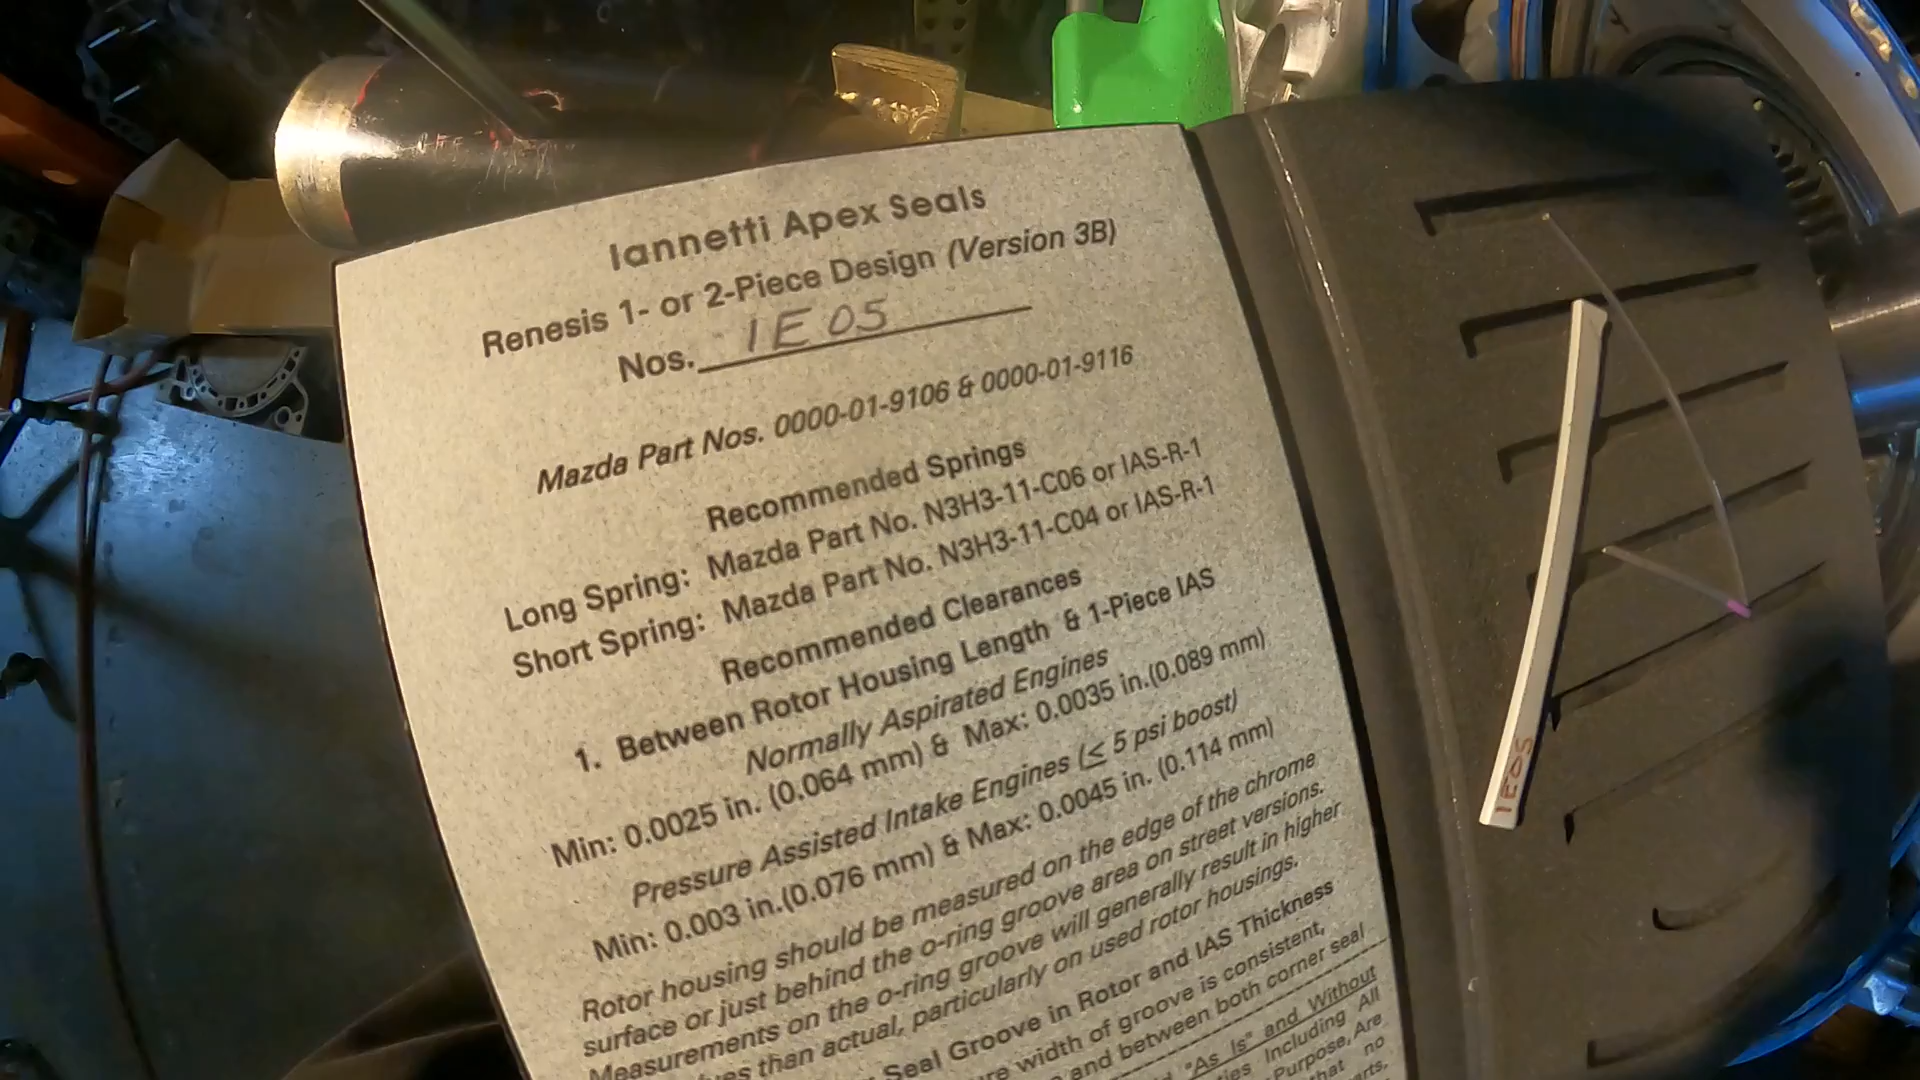 Iannetti Apex Seals
Renesis 1- or 2-Piece Design (Version 3B)
Nos. 1E05
Mazda Part Nos. 0000-01-9106 & 0000-01-9116
Recommended Springs
Long Spring: Mazda Part No. N3H3-11-C06 or IAS-R-1
Short Spring: Mazda Part No. N3H3-11-C04 or IAS-R-1
Recommended Clearances
1. Between Rotor Housing Length & 1-Piece IAS
Normally Aspirated Engines
Min: 0.0025 in. (0.064 mm) & Max: 0.0035 in.(0.089 mm)
Pressure Assisted Intake Engines (≤ 5 psi boost)
Min: 0.003 in.(0.076 mm) & Max: 0.0045 in. (0.114 mm)
Rotor housing should be measured on the edge of the chrome
surface or just behind the o-ring groove area on street versions.
Measurements on the o-ring groove will generally result in higher
than actual, particularly on used rotor housings.
Seal Groove in Rotor and IAS Thickness
width of groove is consistent,
and between both corner seal
"As Is" and Without
Including All
Purpose, Are
that no
1E05